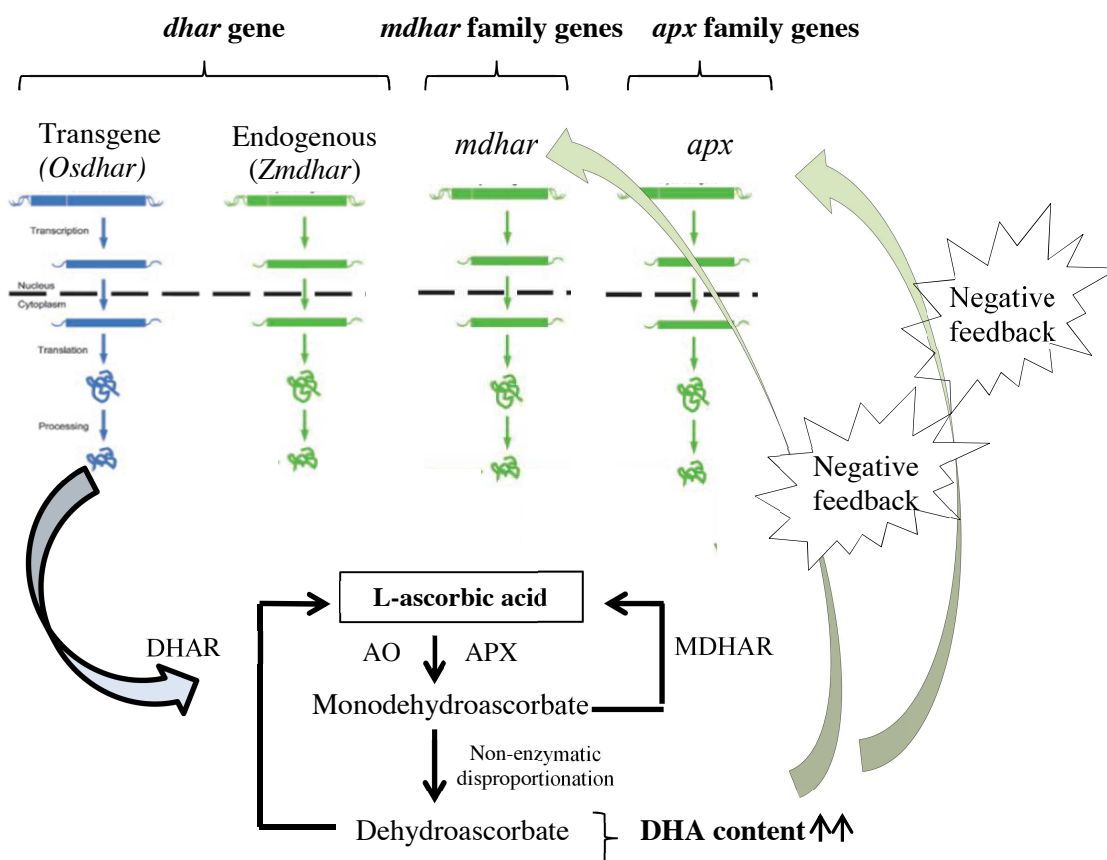 dhar gene
mdhar family genes
apx family genes
Transgene
(Osdhar)
Endogenous
(Zmdhar)
mdhar
apx
Transcription
Nucleus
Cytoplasm
Translation
Processing
Negative
feedback
Negative
feedback
L-ascorbic acid
DHAR
AO
APX
MDHAR
Monodehydroascorbate
Non-enzymatic
disproportionation
Dehydroascorbate
DHA content